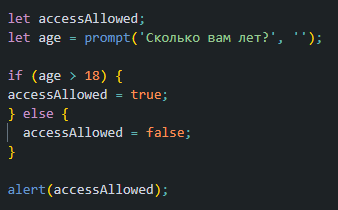 let accessAllowed;
let age = prompt('Сколько вам лет?', '');
if (age > 18) {
accessAllowed = true;
} else {
accessAllowed = false;
}
alert(accessAllowed);